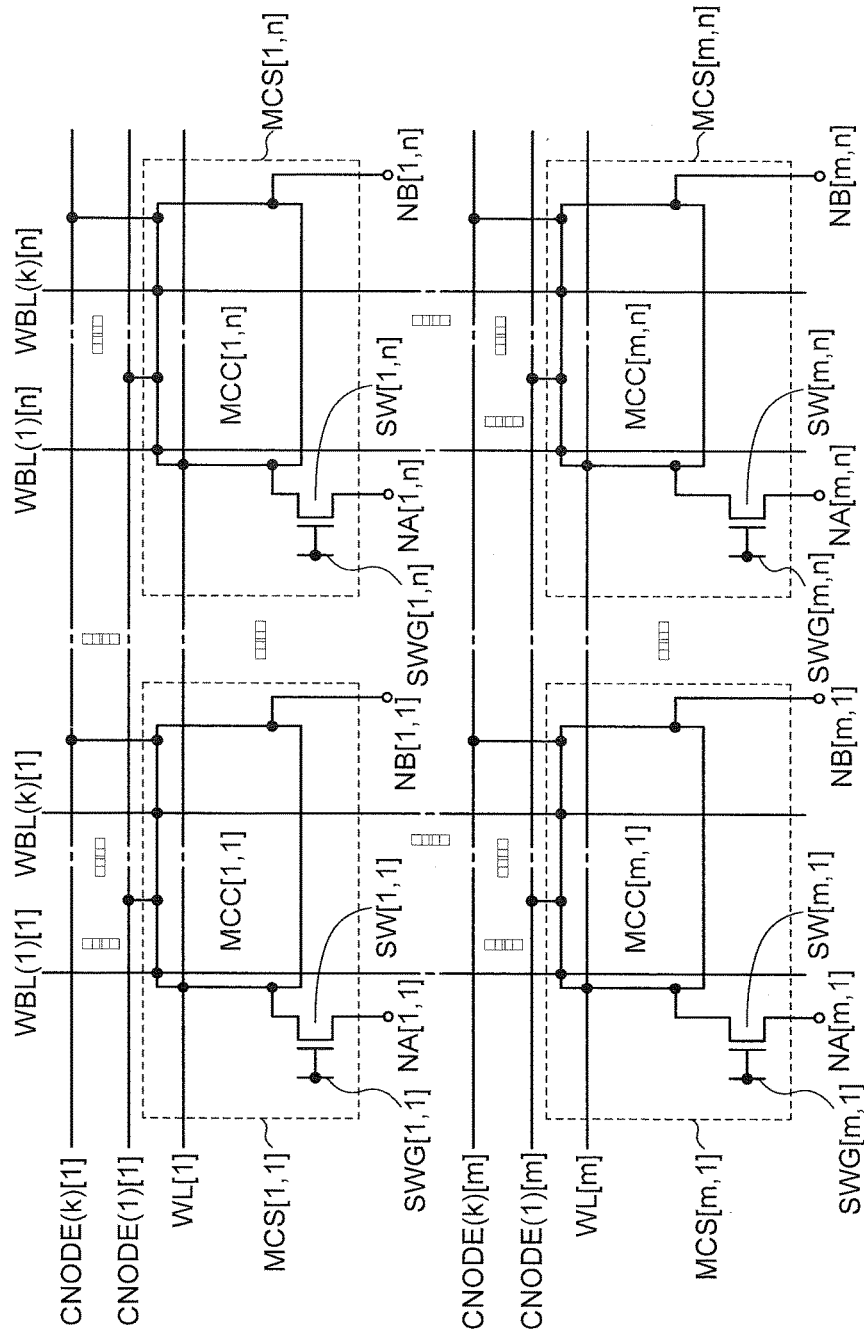 WBL(1)[1]
WBL(k)[1]
WBL(1)[n]
WBL(k)[n]
CNODE(k)[1]
CNODE(1)[1]
WL[1]
MCC[1,1]
MCC[1,n]
SW[1,1]
SW[1,n]
MCS[1,1]
MCS[1,n]
SWG[1,1]
NA[1,1]
NB[1,1]
SWG[1,n]
NA[1,n]
NB[1,n]
CNODE(k)[m]
CNODE(1)[m]
WL[m]
MCC[m,1]
MCC[m,n]
SW[m,1]
SW[m,n]
MCS[m,1]
MCS[m,n]
SWG[m,1]
NA[m,1]
NB[m,1]
SWG[m,n]
NA[m,n]
NB[m,n]